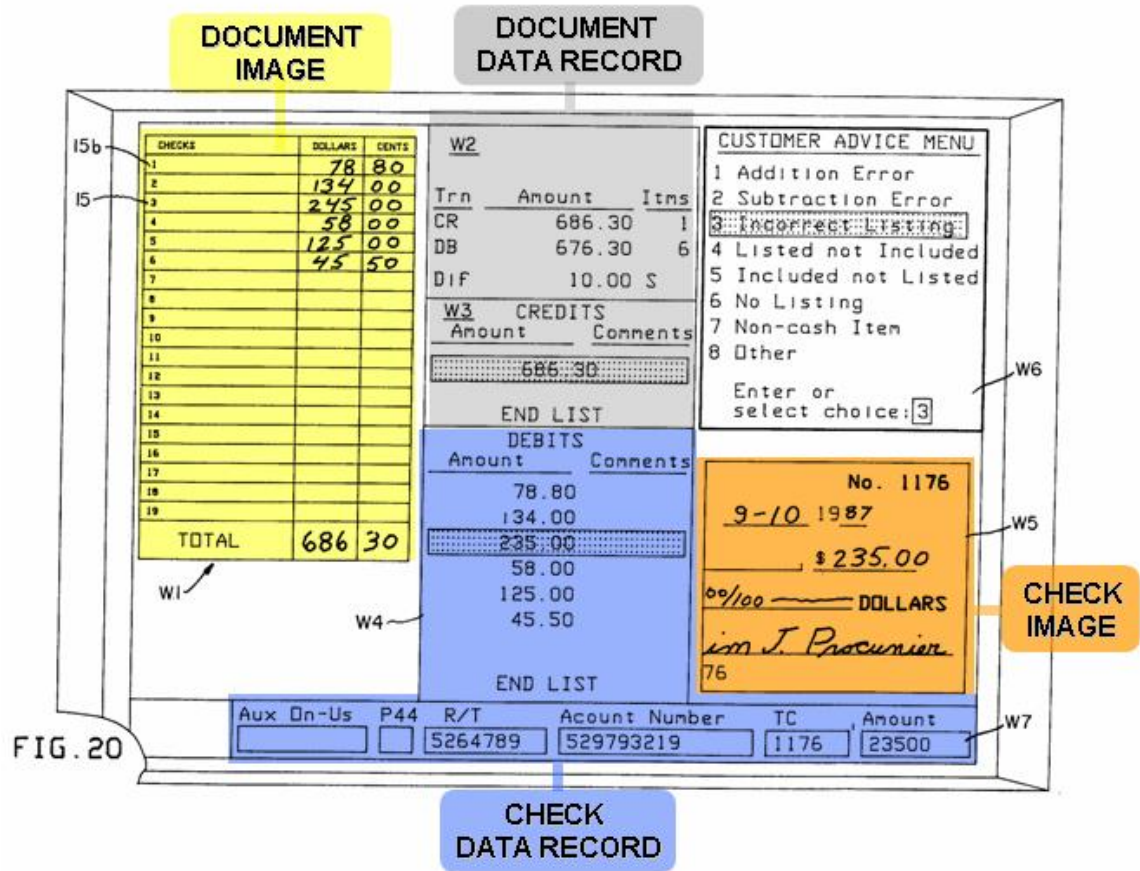 DOCUMENT
IMAGE
DOCUMENT
DATA RECORD
15b
15
CHECKS DOLLARS CENTS
1 78 80
2 134 00
3 245 00
4 58 00
5 125 00
6 45 50
7
8
9
10
11
12
13
14
15
16
17
18
19
TOTAL 686 30
W1
W2
Trn Amount Itms
CR 686.30 1
DB 676.30 6
DIF 10.00 S
W3 CREDITS
Amount Comments
686.30
END LIST
DEBITS
Amount Comments
78.80
134.00
235.00
58.00
125.00
45.50
END LIST
W4
CUSTOMER ADVICE MENU
1 Addition Error
2 Subtraction Error
3 Incorrect Listing
4 Listed not Included
5 Included not Listed
6 No Listing
7 Non-cash Item
8 Other
Enter or
select choice: 3
W6
No. 1176
9-10 1987
$ 235.00
00/100 DOLLARS
im J. Procunier
76
W5
CHECK
IMAGE
Aux On-Us P44 R/T Acount Number TC Amount
5264789 529793219 1176 23500
W7
FIG.20
CHECK
DATA RECORD